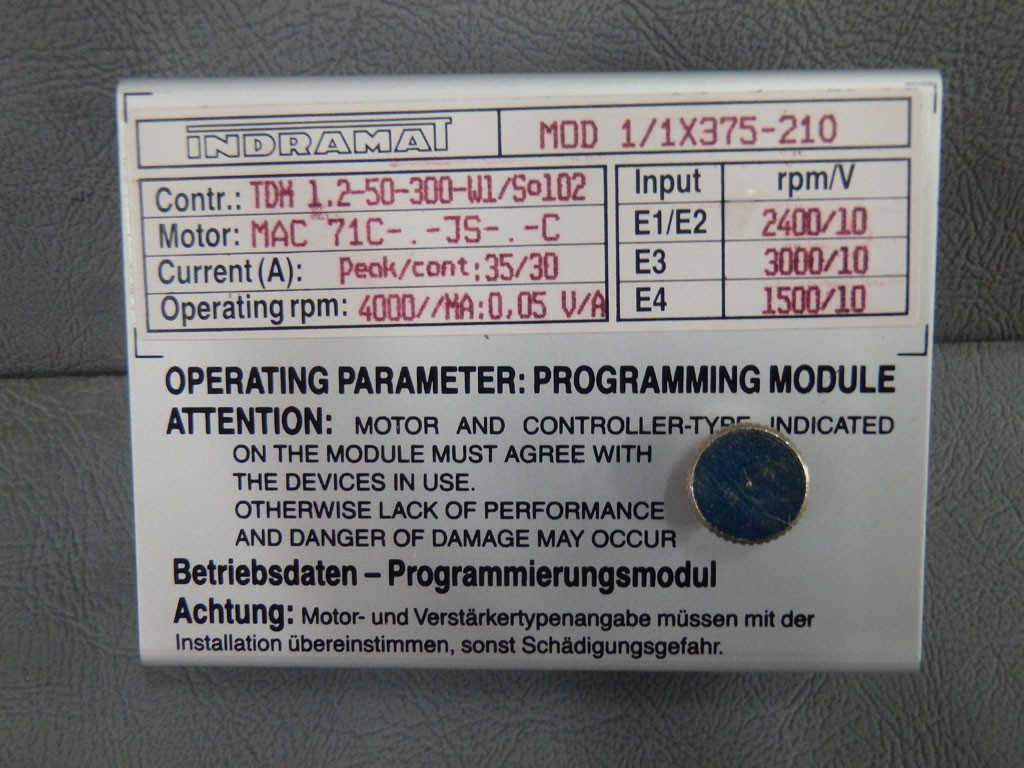 INDRAMAT MOD 1/1X375-210
Contr.: TDM 1.2-50-300-W1/S0102
Motor: MAC 71C-.-JS-.-C
Current (A): Peak/cont:35/30
Operating rpm: 4000//MA:0,05 V/A
Input rpm/V
E1/E2 2400/10
E3 3000/10
E4 1500/10
OPERATING PARAMETER: PROGRAMMING MODULE
ATTENTION: MOTOR AND CONTROLLER-TYPE INDICATED
ON THE MODULE MUST AGREE WITH
THE DEVICES IN USE.
OTHERWISE LACK OF PERFORMANCE
AND DANGER OF DAMAGE MAY OCCUR
Betriebsdaten – Programmierungsmodul
Achtung: Motor- und Verstärkertypenangabe müssen mit der
Installation übereinstimmen, sonst Schädigungsgefahr.